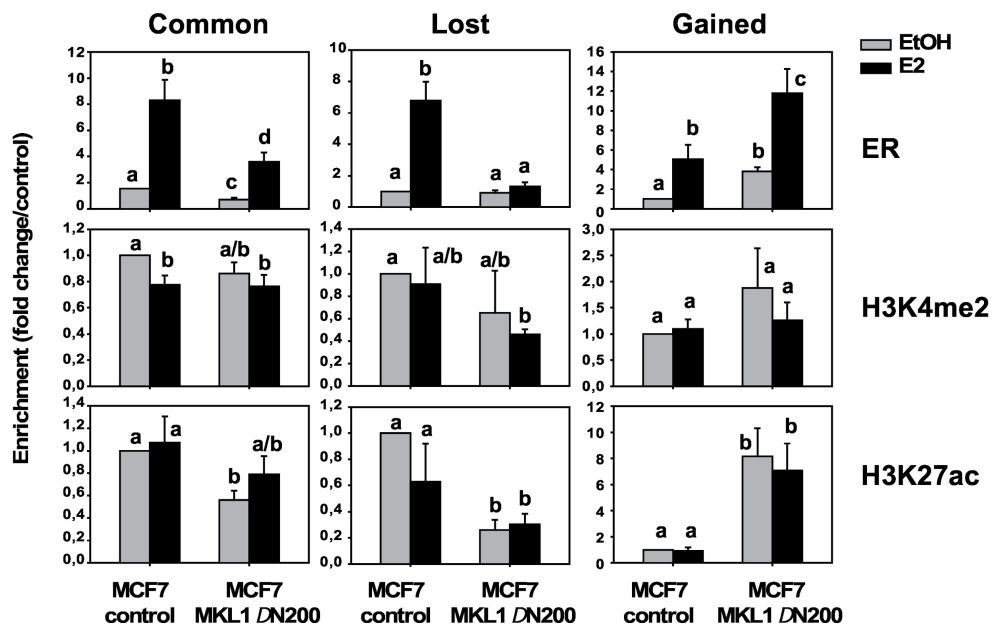 Common Lost Gained
EtOH
E2
Enrichment (fold change/control)
12
10
8
6
4
2
0
a
b
c
d
10
8
6
4
2
0
a
b
a
a
16
14
12
10
8
6
4
2
0
a
b
b
c
ER
1,2
1,0
0,8
0,6
0,4
0,2
0,0
a
b
a/b
b
1,4
1,2
1,0
0,8
0,6
0,4
0,2
0,0
a
a/b
a/b
b
3,0
2,5
2,0
1,5
1,0
0,5
0,0
a
a
a
a
H3K4me2
1,4
1,2
1,0
0,8
0,6
0,4
0,2
0,0
a
a
b
a/b
1,2
1,0
0,8
0,6
0,4
0,2
0,0
a
a
b
b
12
10
8
6
4
2
0
a
a
b
b
H3K27ac
MCF7 MCF7 MCF7 MCF7 MCF7 MCF7
control MKL1 DN200 control MKL1 DN200 control MKL1 DN200